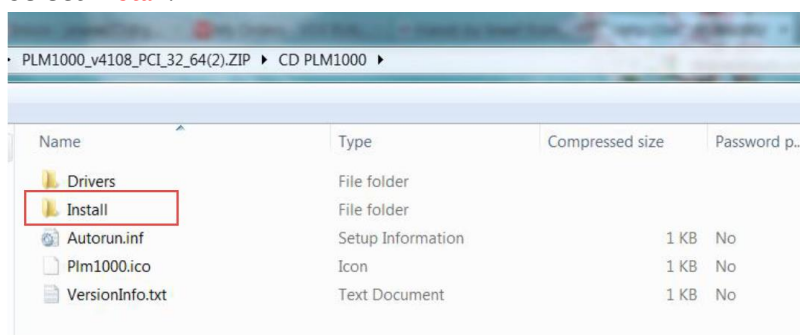 PLM1000_v4108_PCI_32_64(2).ZIP ▸ CD PLM1000 ▸
Name Type Compressed size Password p...
Drivers File folder
Install File folder
Autorun.inf Setup Information 1 KB No
Plm1000.ico Icon 1 KB No
VersionInfo.txt Text Document 1 KB No